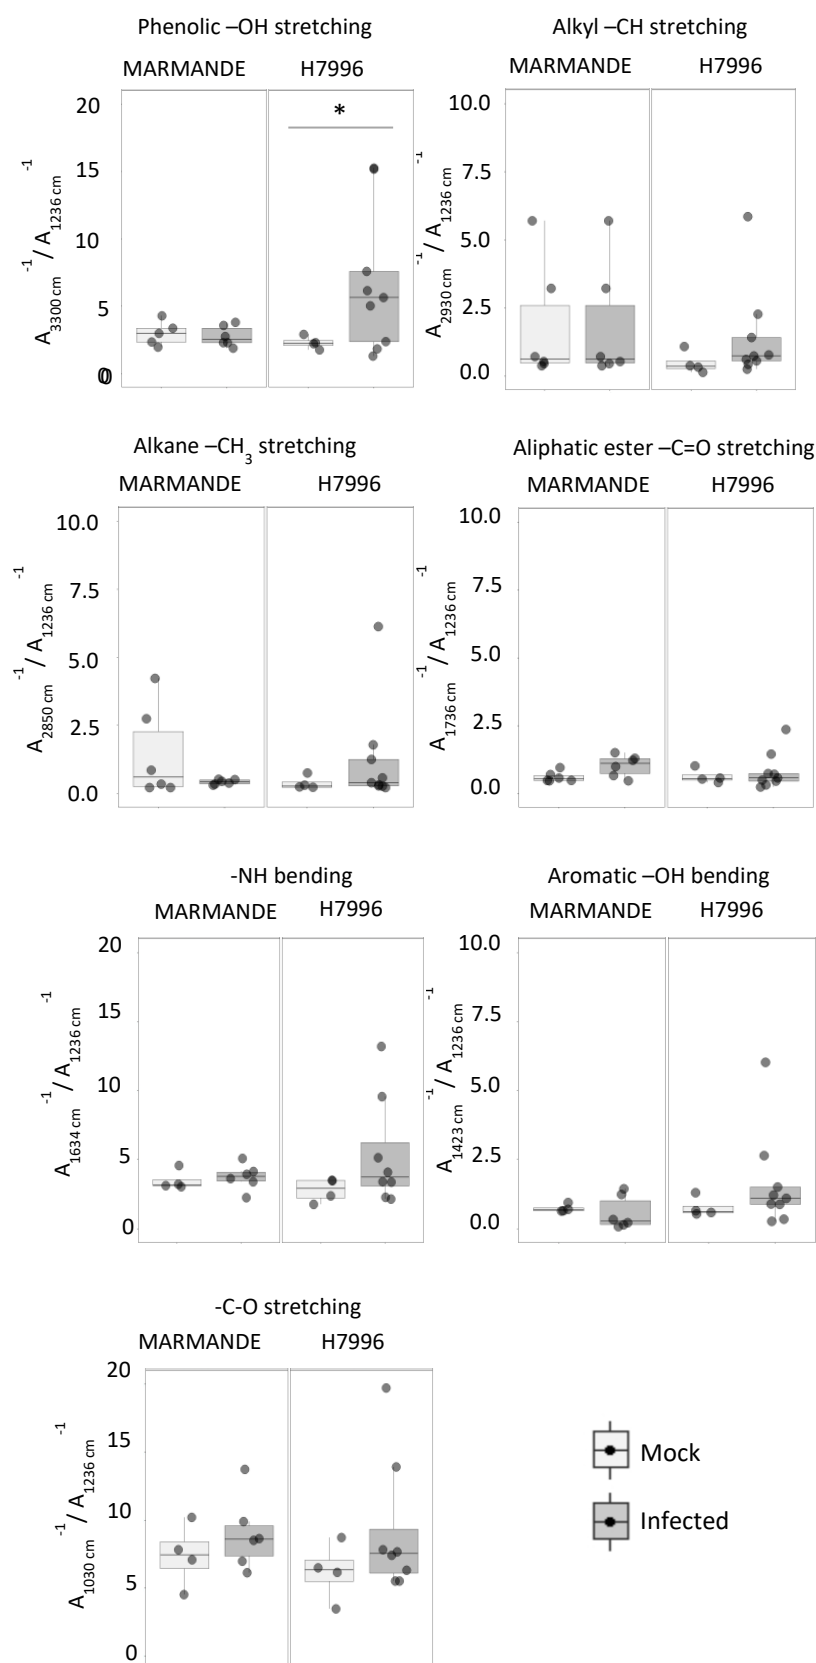 Phenolic –OH stretching
MARMANDE H7996
*
20
15
10
5
0
A3300 cm-1 / A1236 cm-1
Alkyl –CH stretching
MARMANDE H7996
10.0
7.5
5.0
2.5
0.0
A2930 cm-1 / A1236 cm-1
Alkane –CH3 stretching
MARMANDE H7996
10.0
7.5
5.0
2.5
0.0
A2850 cm-1 / A1236 cm-1
Aliphatic ester –C=O stretching
MARMANDE H7996
10.0
7.5
5.0
2.5
0.0
A1736 cm-1 / A1236 cm-1
-NH bending
MARMANDE H7996
20
15
10
5
0
A1634 cm-1 / A1236 cm-1
Aromatic –OH bending
MARMANDE H7996
10.0
7.5
5.0
2.5
0.0
A1423 cm-1 / A1236 cm-1
-C-O stretching
MARMANDE H7996
20
15
10
5
0
A1030 cm-1 / A1236 cm-1
Mock
Infected